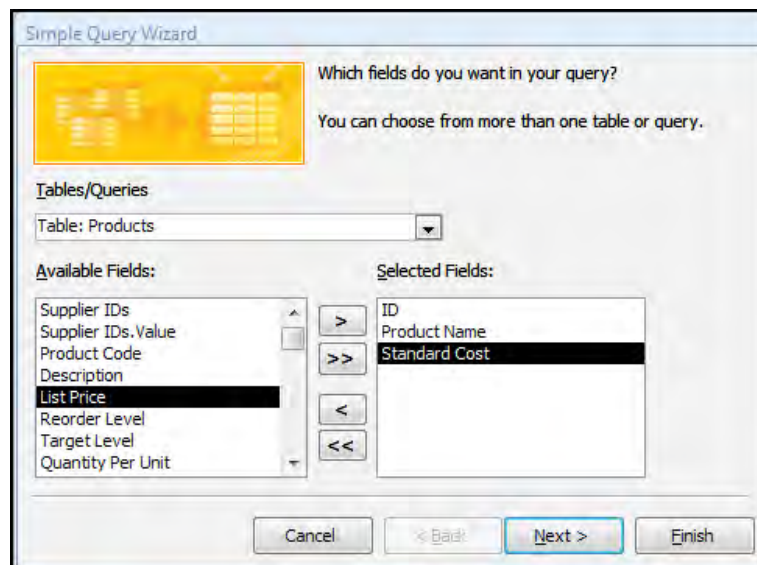 Simple Query Wizard
Which fields do you want in your query?
You can choose from more than one table or query.
Tables/Queries
Table: Products
Available Fields:
Selected Fields:
Supplier IDs
Supplier IDs.Value
Product Code
Description
List Price
Reorder Level
Target Level
Quantity Per Unit
>
>>
<
<<
ID
Product Name
Standard Cost
Cancel
< Back
Next >
Finish